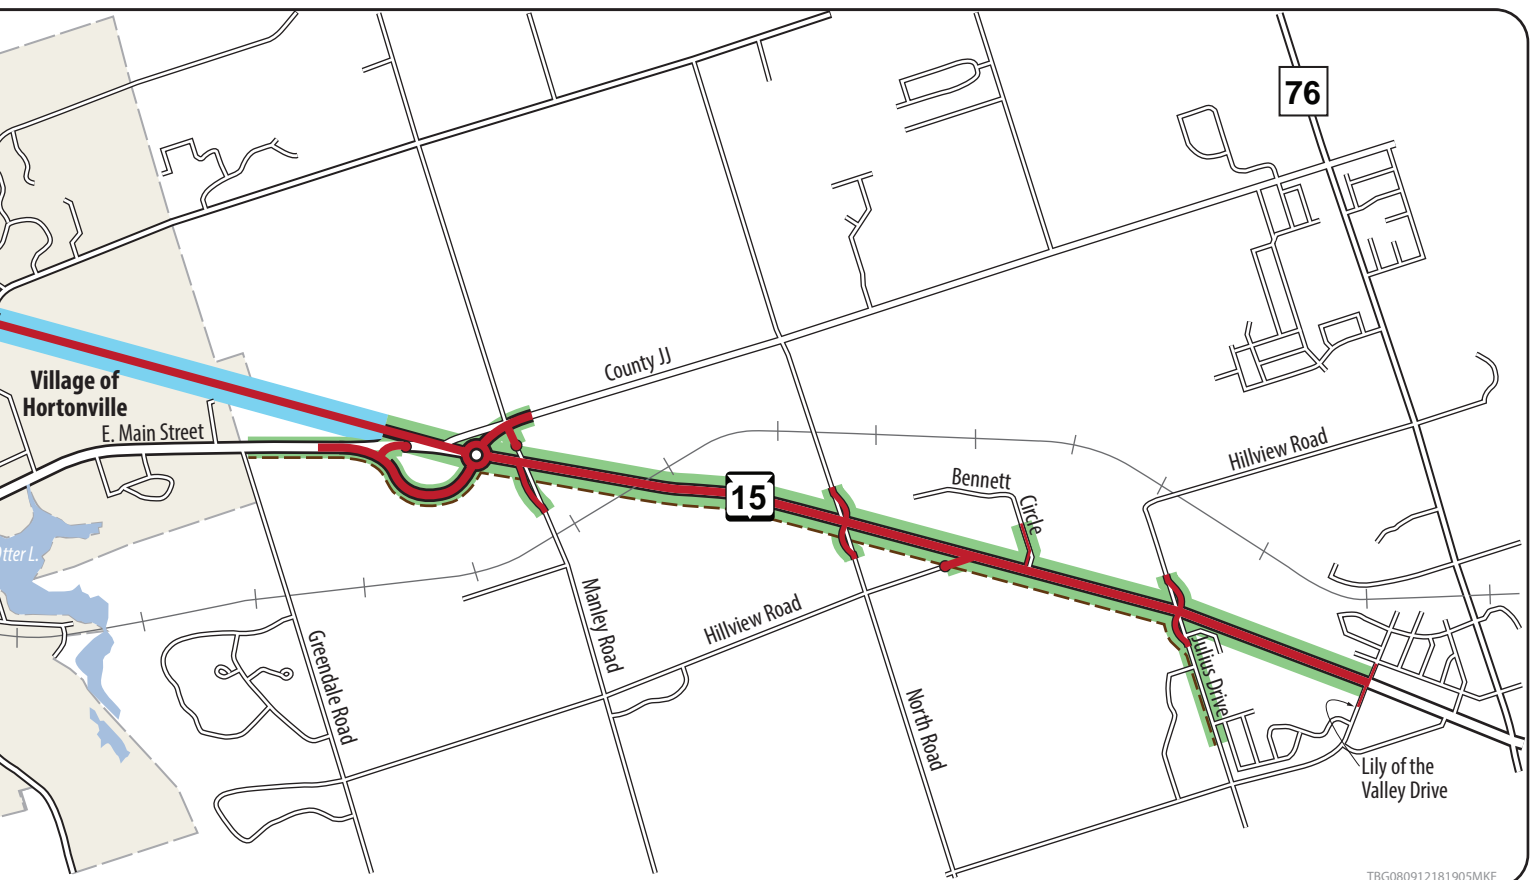 76
County JJ
Village of
Hortonville
E. Main Street
Hillview Road
Bennett
Circle
15
tter L.
Manley Road
Hillview Road
Greendale Road
Julius Drive
North Road
Lily of the
Valley Drive
TBG080912181905MKE